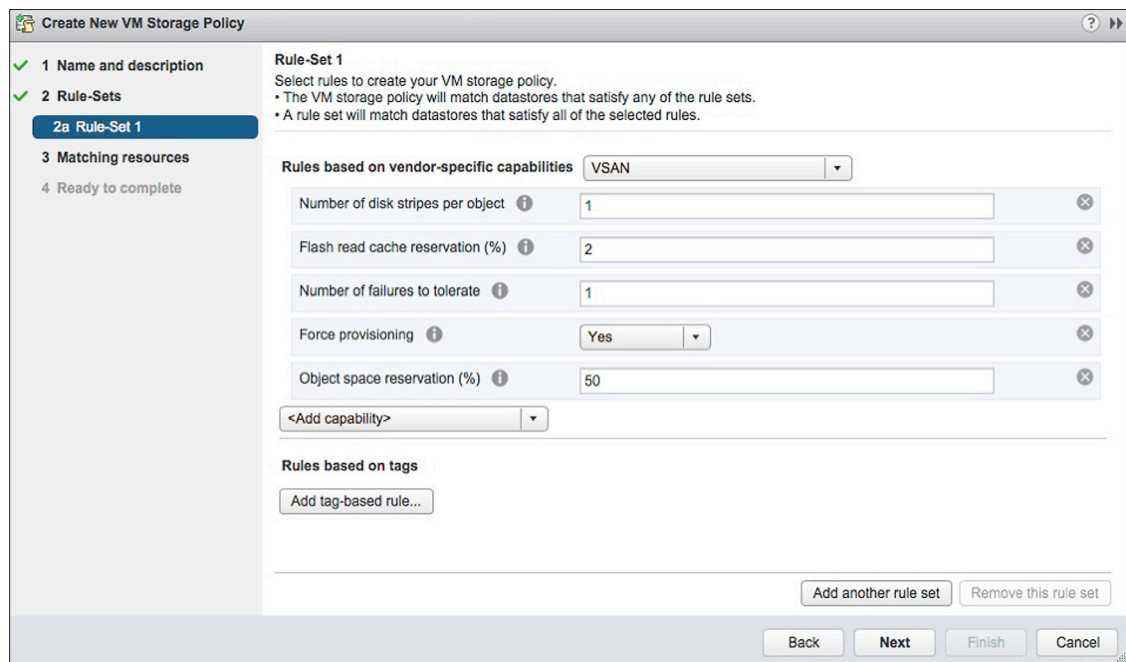 Create New VM Storage Policy
1 Name and description
2 Rule-Sets
2a Rule-Set 1
3 Matching resources
4 Ready to complete
Rule-Set 1
Select rules to create your VM storage policy.
• The VM storage policy will match datastores that satisfy any of the rule sets.
• A rule set will match datastores that satisfy all of the selected rules.
Rules based on vendor-specific capabilities VSAN
Number of disk stripes per object 1
Flash read cache reservation (%) 2
Number of failures to tolerate 1
Force provisioning Yes
Object space reservation (%) 50
<Add capability>
Rules based on tags
Add tag-based rule...
Add another rule set Remove this rule set
Back Next Finish Cancel